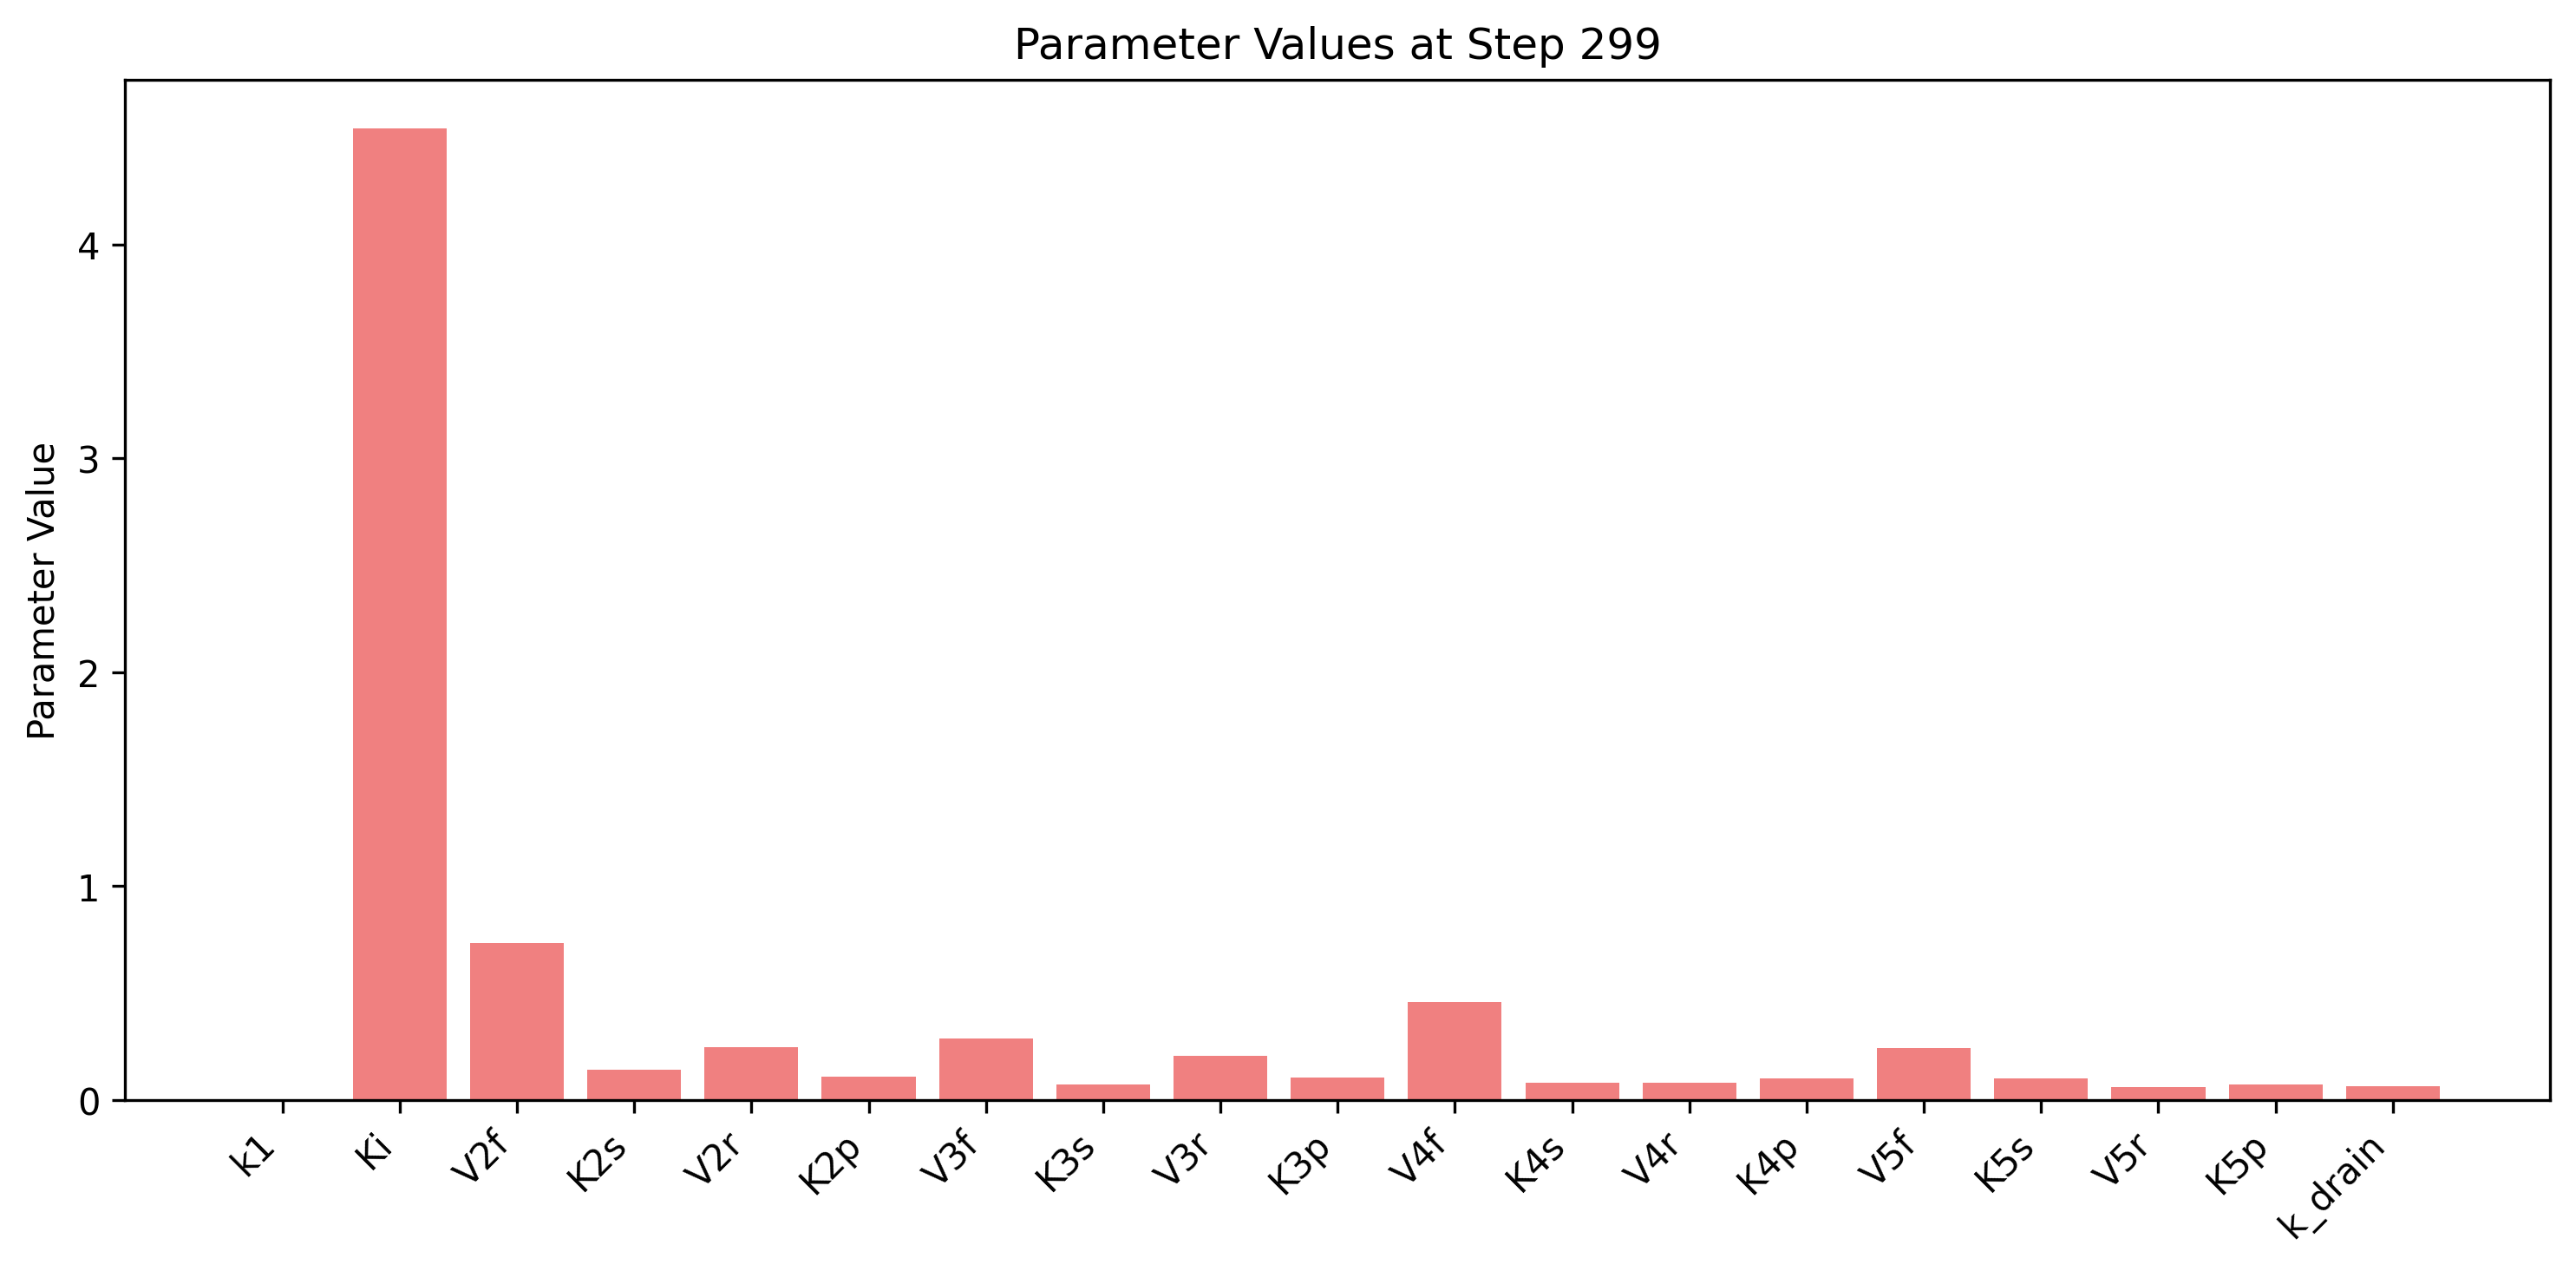 Parameter Values at Step 299
Parameter Value
4
3
2
1
0
k1
Ki
V2f
K2s
V2r
K2p
V3f
K3s
V3r
K3p
V4f
K4s
V4r
K4p
V5f
K5s
V5r
K5p
k_drain